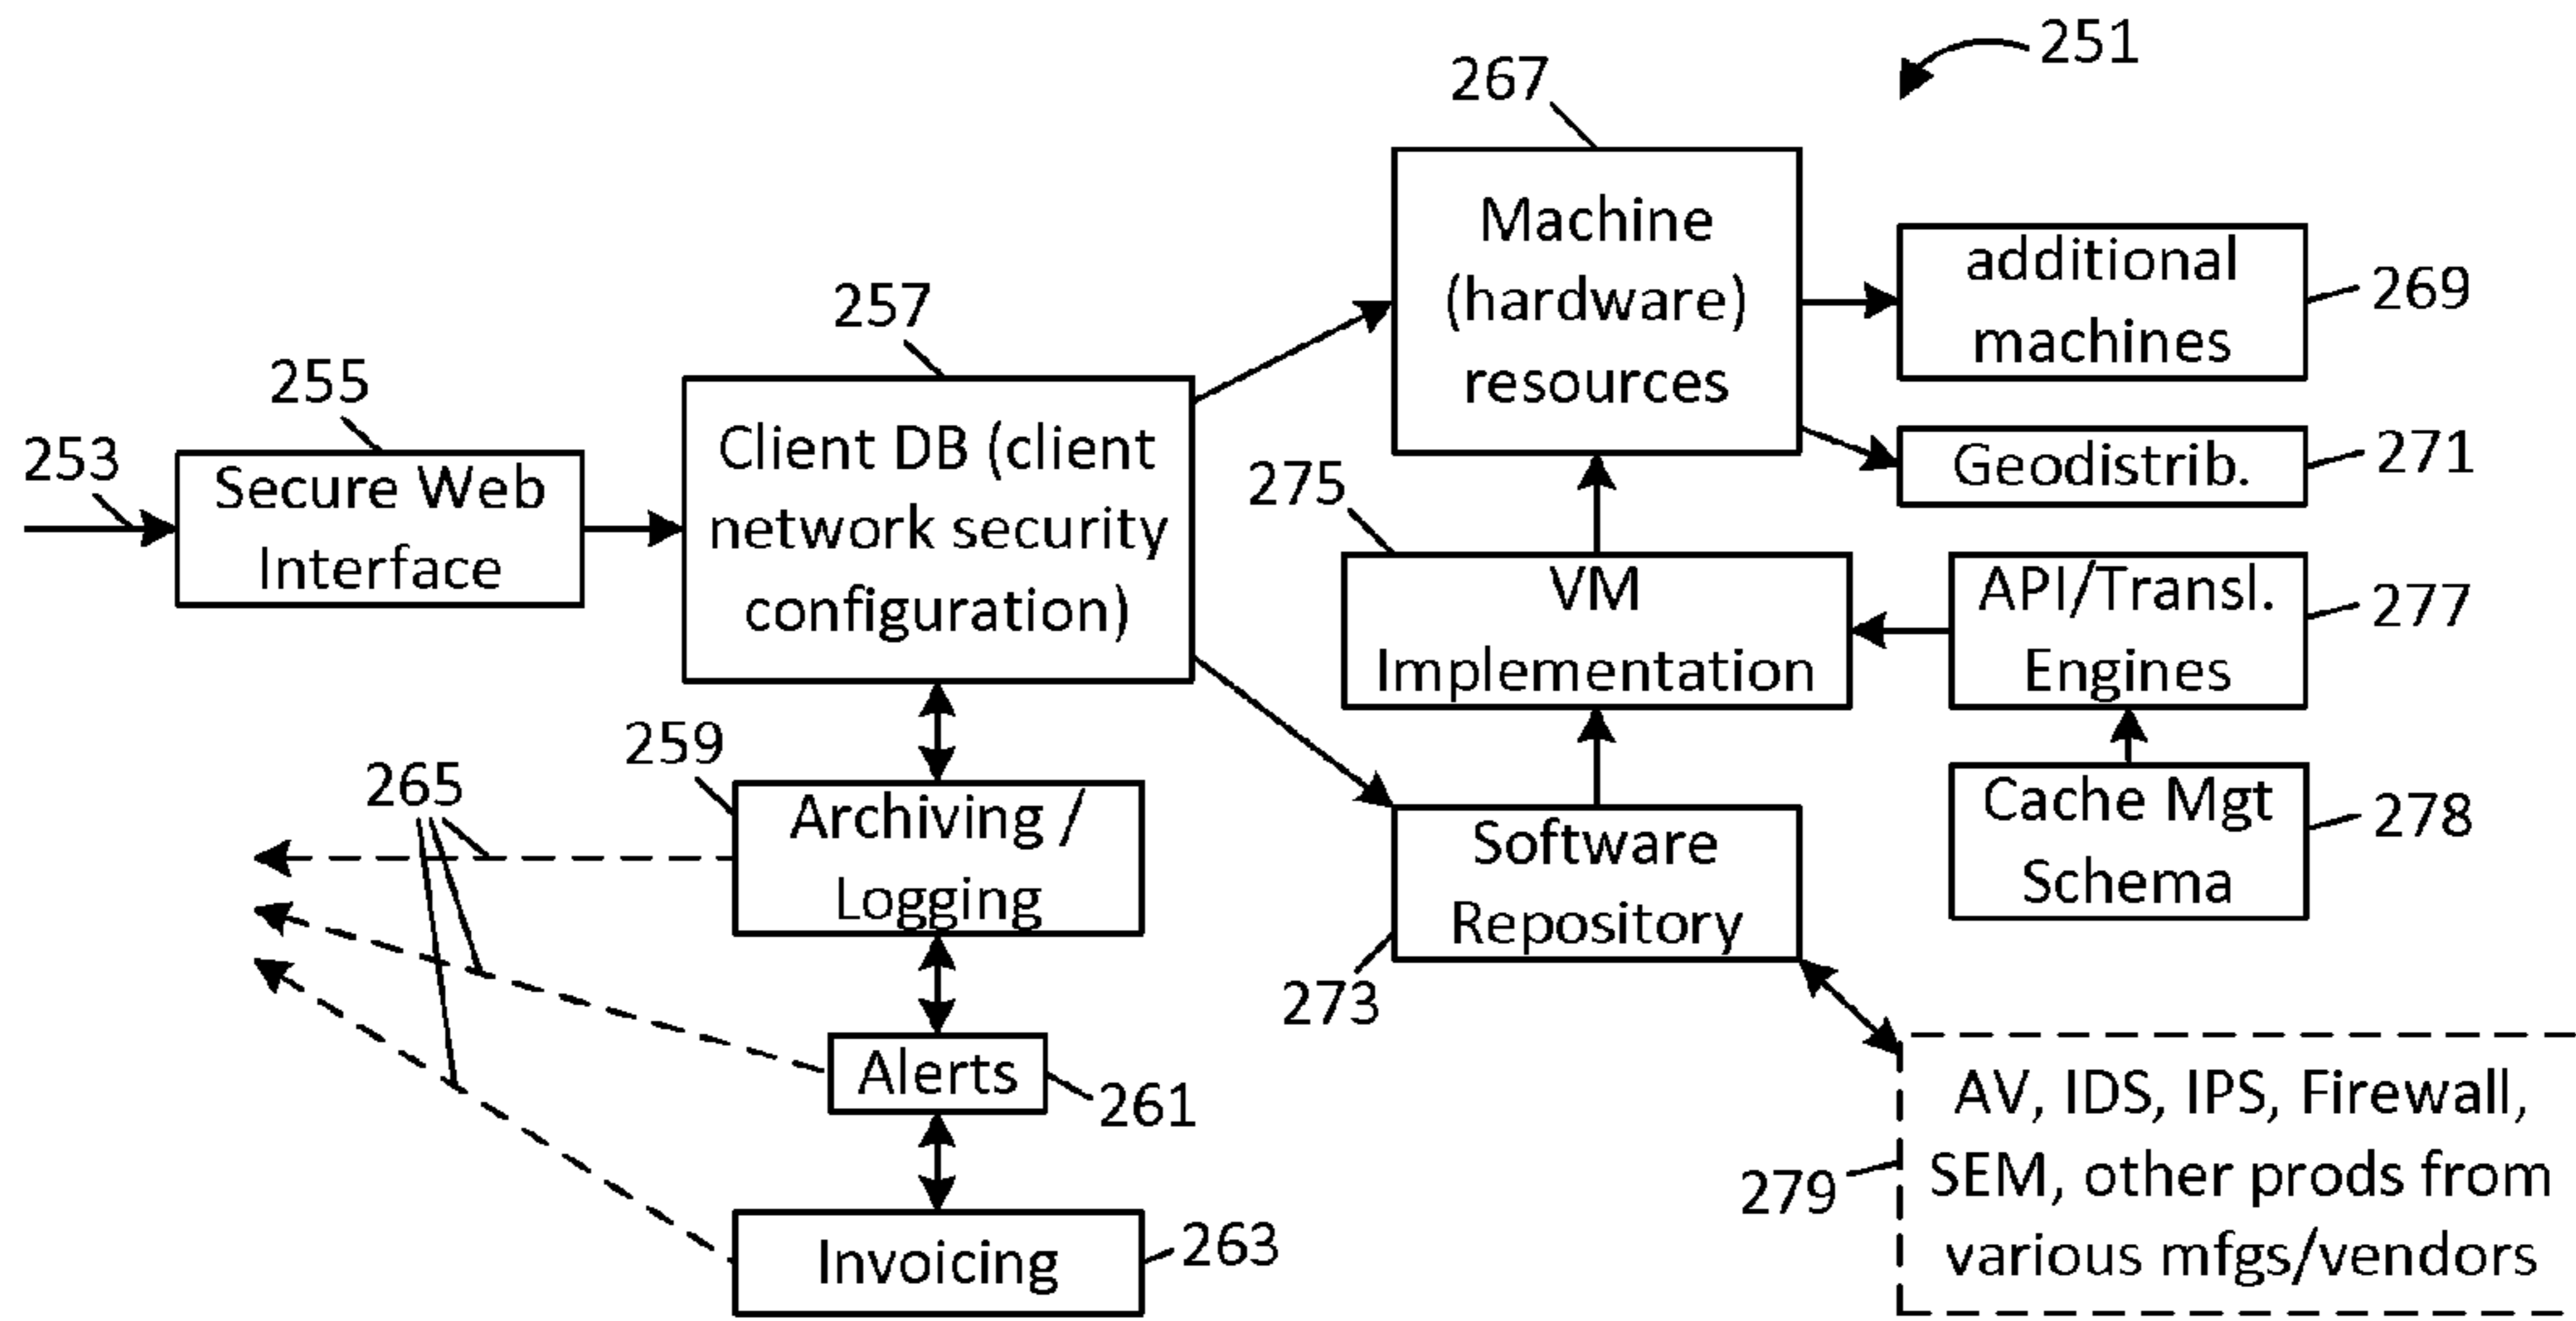 251
267
Machine
(hardware)
resources
additional
machines
269
257
255
253
Secure Web
Interface
Client DB (client
network security
configuration)
Geodistrib.
271
275
VM
Implementation
API/Transl.
Engines
277
259
265
Archiving /
Logging
Software
Repository
273
Cache Mgt
Schema
278
Alerts
261
Invoicing
263
279
AV, IDS, IPS, Firewall,
SEM, other prods from
various mfgs/vendors